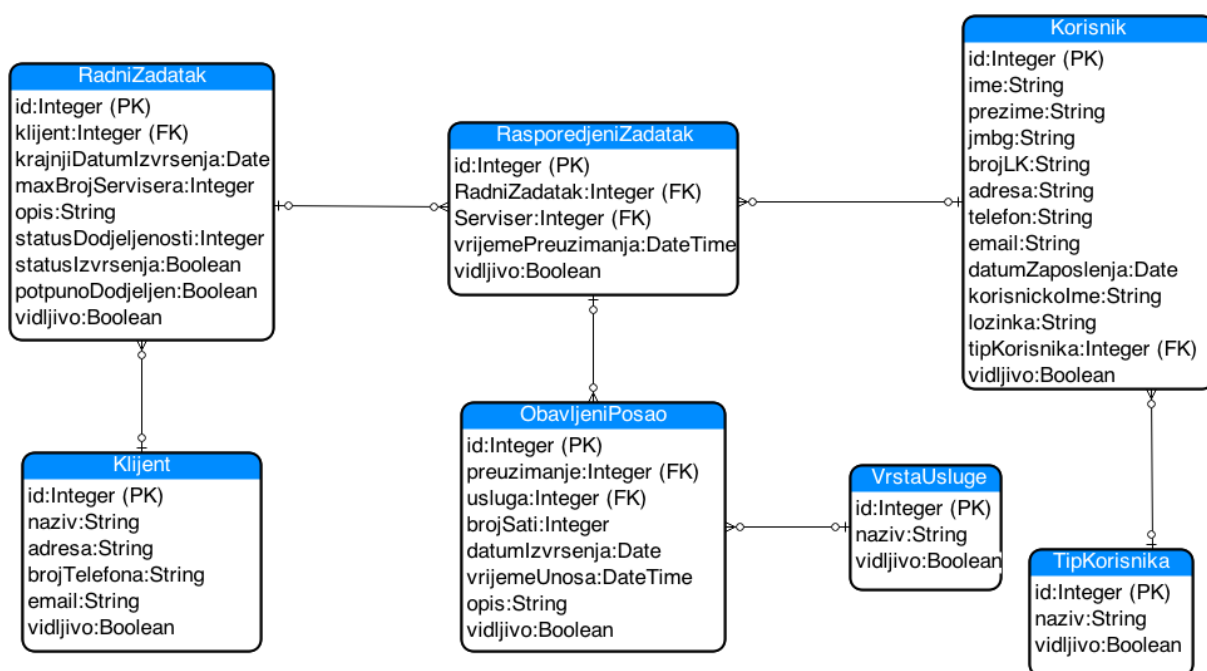 RadniZadatak
id:Integer (PK)
klijent:Integer (FK)
krajnjiDatumIzvrsenja:Date
maxBrojServisera:Integer
opis:String
statusDodjeljenosti:Integer
statusIzvrsenja:Boolean
potpunoDodjeljen:Boolean
vidljivo:Boolean
RasporedjeniZadatak
id:Integer (PK)
RadniZadatak:Integer (FK)
Serviser:Integer (FK)
vrijemePreuzimanja:DateTime
vidljivo:Boolean
Korisnik
id:Integer (PK)
ime:String
prezime:String
jmbg:String
brojLK:String
adresa:String
telefon:String
email:String
datumZaposlenja:Date
korisnickoIme:String
lozinka:String
tipKorisnika:Integer (FK)
vidljivo:Boolean
Klijent
id:Integer (PK)
naziv:String
adresa:String
brojTelefona:String
email:String
vidljivo:Boolean
ObavljeniPosao
id:Integer (PK)
preuzimanje:Integer (FK)
usluga:Integer (FK)
brojSati:Integer
datumIzvrsenja:Date
vrijemeUnosa:DateTime
opis:String
vidljivo:Boolean
VrstaUsluge
id:Integer (PK)
naziv:String
vidljivo:Boolean
TipKorisnika
id:Integer (PK)
naziv:String
vidljivo:Boolean